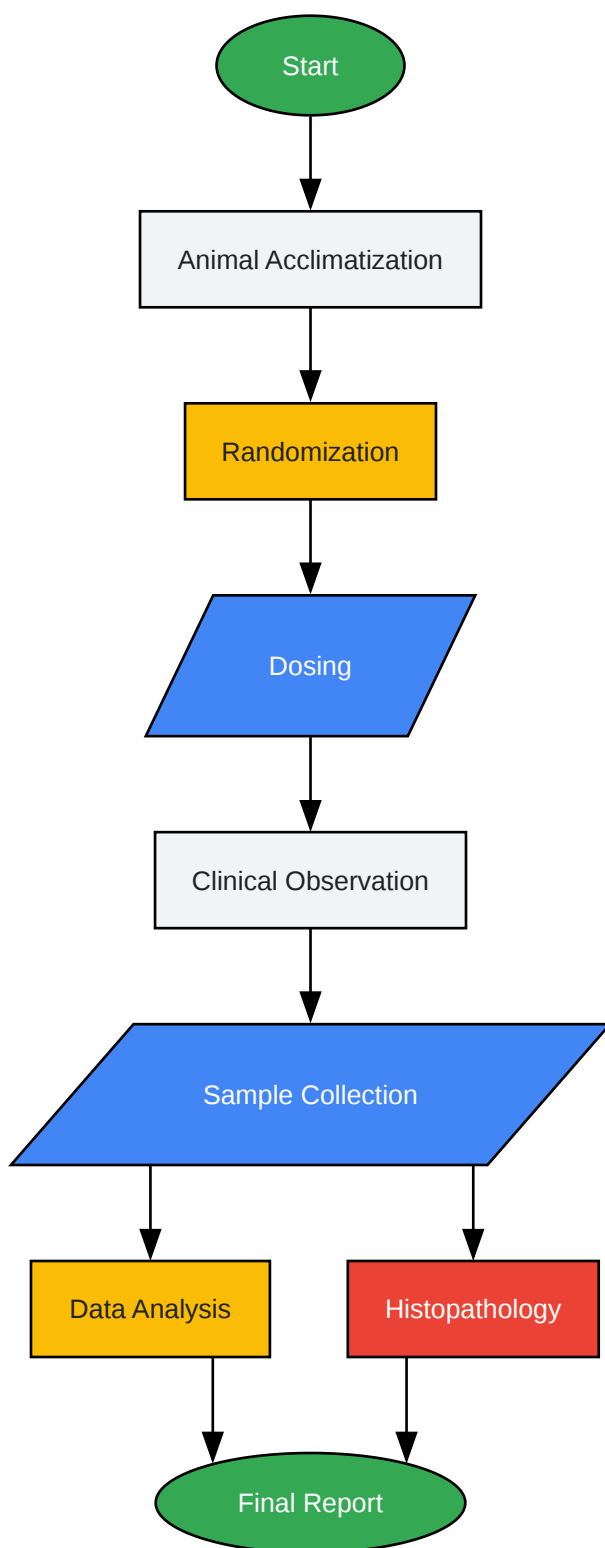 Start
Animal Acclimatization
Randomization
Dosing
Clinical Observation
Sample Collection
Data Analysis
Histopathology
Final Report